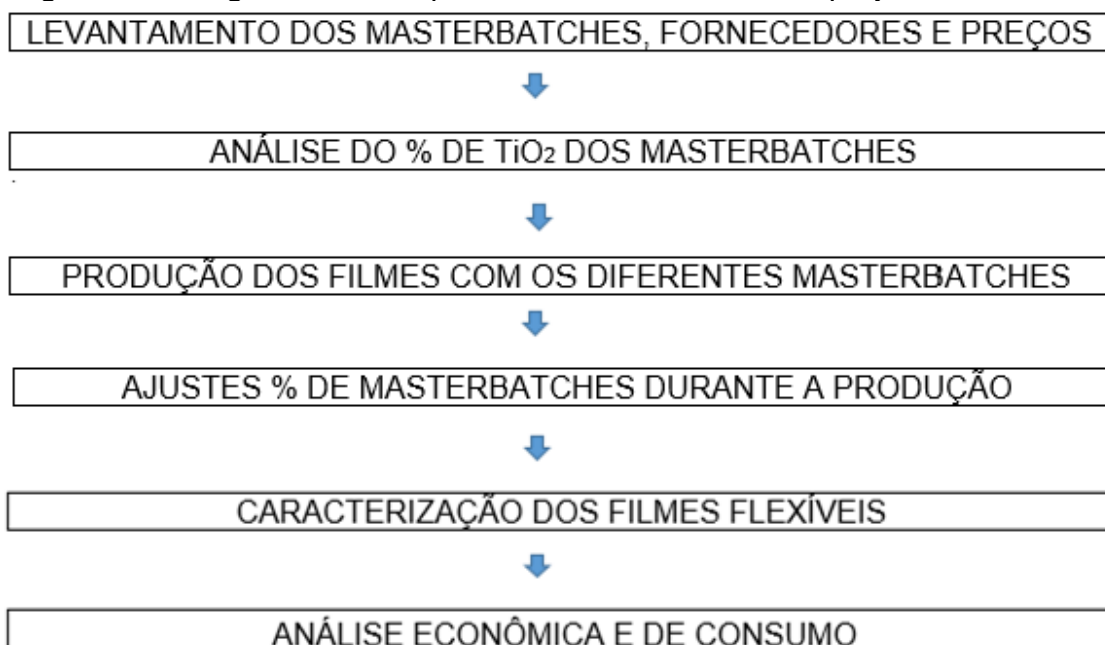 LEVANTAMENTO DOS MASTERBATCHES, FORNECEDORES E PREÇOS
ANÁLISE DO % DE TiO₂ DOS MASTERBATCHES
PRODUÇÃO DOS FILMES COM OS DIFERENTES MASTERBATCHES
AJUSTES % DE MASTERBATCHES DURANTE A PRODUÇÃO
CARACTERIZAÇÃO DOS FILMES FLEXÍVEIS
ANÁLISE ECONÔMICA E DE CONSUMO